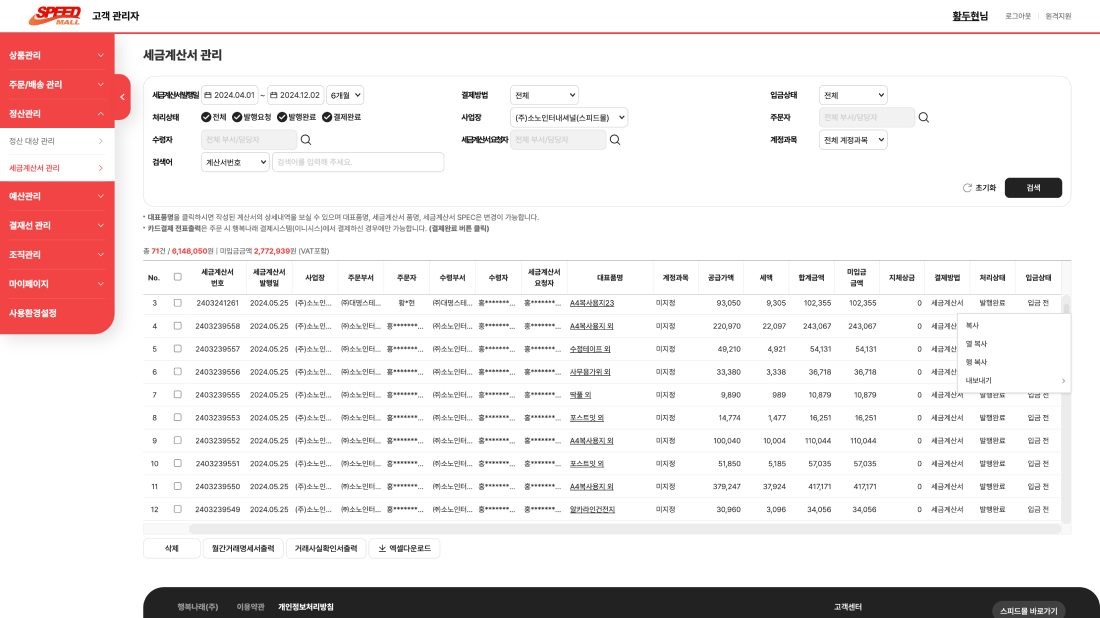 SPEED MALL 고객 관리자 황두현님 로그아웃 원격지원
상품관리
주문/배송 관리
정산관리
정산 대상 관리
세금계산서 관리
예산관리
결재선 관리
조직관리
마이페이지
사용환경설정
세금계산서 관리
세금계산서발행일 2024.04.01 ~ 2024.12.02 6개월 결제방법 전체 입금상태 전체
처리상태 전체 발행요청 발행완료 결제완료 사업장 (주)소노인터내셔널(스피드몰) 주문자 전체 부서/담당자
수령자 전체 부서/담당자 세금계산서요청자 전체 부서/담당자 계정과목 전체 계정과목
검색어 계산서번호 검색어를 입력해 주세요.
초기화 검색
• 대표품명을 클릭하시면 작성된 계산서의 상세내역을 보실 수 있으며 대표품명, 세금계산서 품명, 세금계산서 SPEC은 변경이 가능합니다.
• 카드결제 전표출력은 주문 시 행복나래 결제시스템(이니시스)에서 결제하신 경우에만 가능합니다. (결제완료 버튼 클릭)
총 71건 / 6,148,050원 | 미입금금액 2,772,939원 (VAT포함)
No. 세금계산서 번호 세금계산서 발행일 사업장 주문부서 주문자 수령부서 수령자 세금계산서 요청자 대표품명 계정과목 공급가액 세액 합계금액 미입금 금액 지체상금 결제방법 처리상태 입금상태
3 2403241261 2024.05.25 (주)소노인... ㈜대명스테... 황*현 ㈜대명스테... 홍*******... 홍*******... A4복사용지23 미지정 93,050 9,305 102,355 102,355 0 세금계산서 발행완료 입금 전
4 2403239558 2024.05.25 (주)소노인... ㈜소노인터... 홍*******... ㈜소노인터... 홍*******... 홍*******... A4복사용지 외 미지정 220,970 22,097 243,067 243,067 0 세금계산
5 2403239557 2024.05.25 (주)소노인... ㈜소노인터... 홍*******... ㈜소노인터... 홍*******... 홍*******... 수정테이프 외 미지정 49,210 4,921 54,131 54,131 0 세금계산
6 2403239556 2024.05.25 (주)소노인... ㈜소노인터... 홍*******... ㈜소노인터... 홍*******... 홍*******... 사무용가위 외 미지정 33,380 3,338 36,718 36,718 0 세금계산
7 2403239555 2024.05.25 (주)소노인... ㈜소노인터... 홍*******... ㈜소노인터... 홍*******... 홍*******... 딱풀 외 미지정 9,890 989 10,879 10,879 0 세금계산 발행완료 입금 전
8 2403239553 2024.05.25 (주)소노인... ㈜소노인터... 홍*******... ㈜소노인터... 홍*******... 홍*******... 포스트잇 외 미지정 14,774 1,477 16,251 16,251 0 세금계산서 발행완료 입금 전
9 2403239552 2024.05.25 (주)소노인... ㈜소노인터... 홍*******... ㈜소노인터... 홍*******... 홍*******... A4복사용지 외 미지정 100,040 10,004 110,044 110,044 0 세금계산서 발행완료 입금 전
10 2403239551 2024.05.25 (주)소노인... ㈜소노인터... 홍*******... ㈜소노인터... 홍*******... 홍*******... 포스트잇 외 미지정 51,850 5,185 57,035 57,035 0 세금계산서 발행완료 입금 전
11 2403239550 2024.05.25 (주)소노인... ㈜소노인터... 홍*******... ㈜소노인터... 홍*******... 홍*******... A4복사용지 외 미지정 379,247 37,924 417,171 417,171 0 세금계산서 발행완료 입금 전
12 2403239549 2024.05.25 (주)소노인... ㈜소노인터... 홍*******... ㈜소노인터... 홍*******... 홍*******... 알카라인건전지 미지정 30,960 3,096 34,056 34,056 0 세금계산서 발행완료 입금 전
복사
열 복사
행 복사
내보내기
삭제 월간거래명세서출력 거래사실확인서출력 엑셀다운로드
행복나래(주) 이용약관 개인정보처리방침 고객센터 스피드몰 바로가기